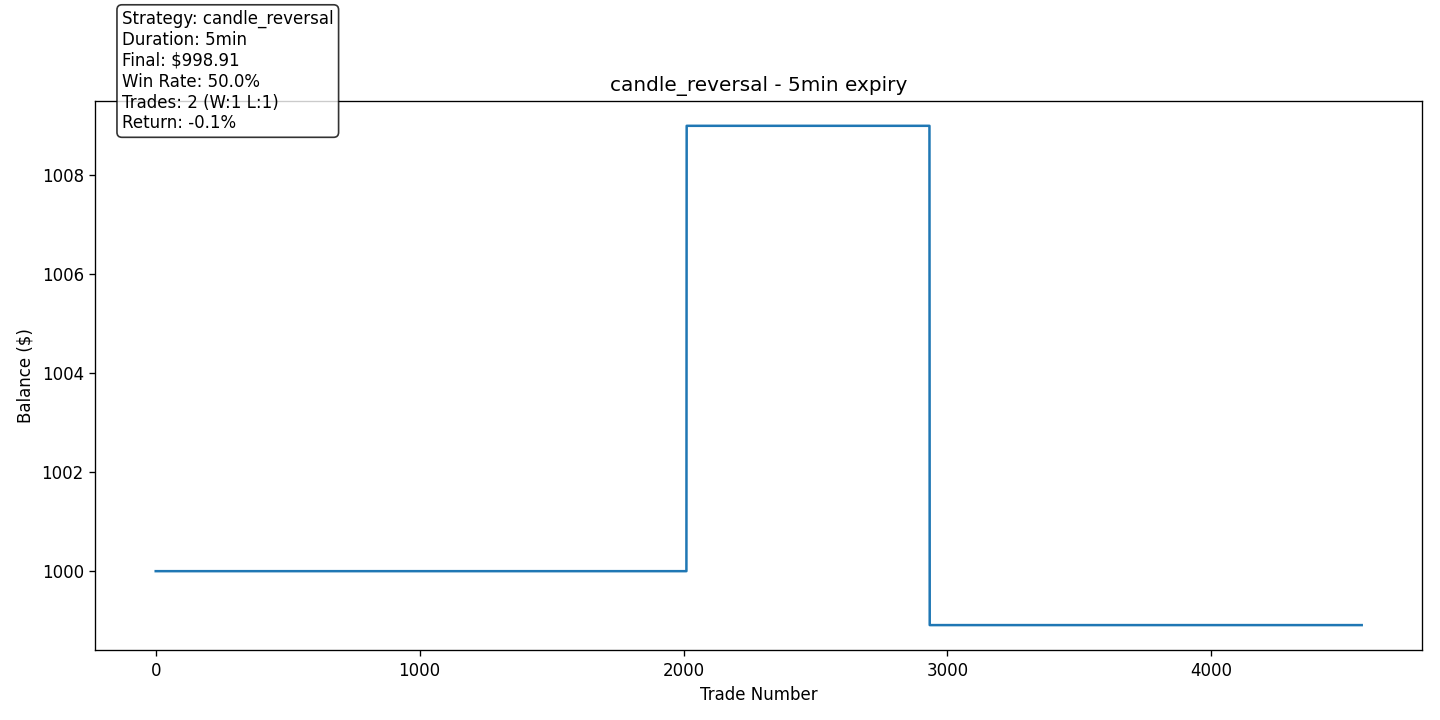 Strategy: candle_reversal
Duration: 5min
Final: $998.91
Win Rate: 50.0%
Trades: 2 (W:1 L:1)
Return: -0.1%
candle_reversal - 5min expiry
1008
1006
1004
1002
1000
Balance ($)
0 1000 2000 3000 4000
Trade Number